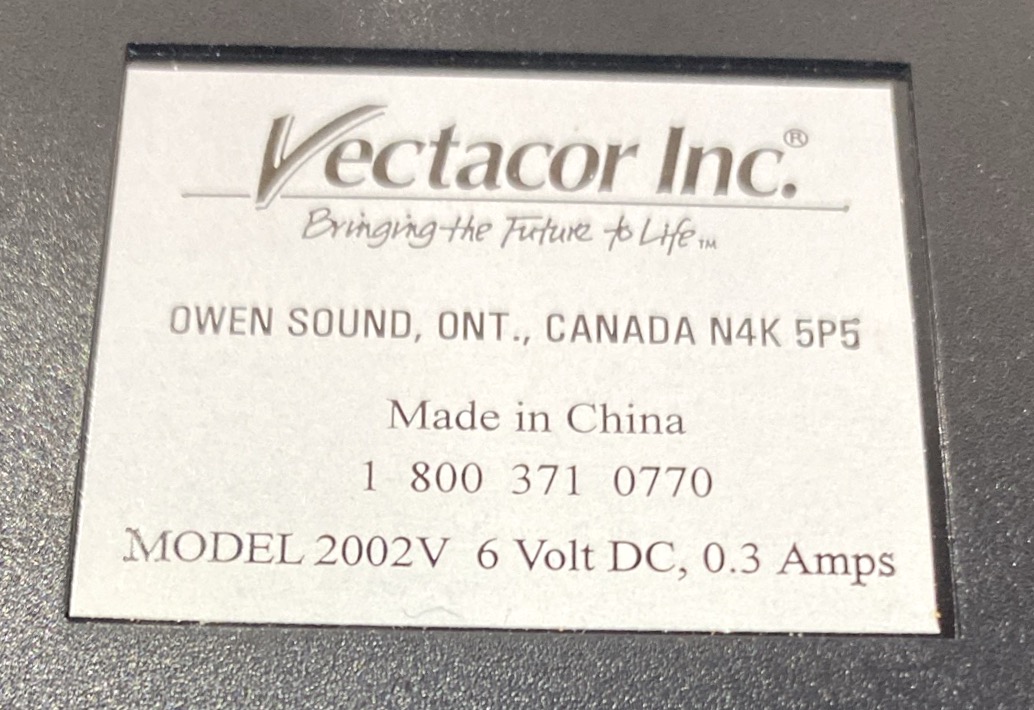 Vectacor Inc.®
Bringing the Future to Life™
OWEN SOUND, ONT., CANADA N4K 5P5
Made in China
1 800 371 0770
MODEL 2002V 6 Volt DC, 0.3 Amps